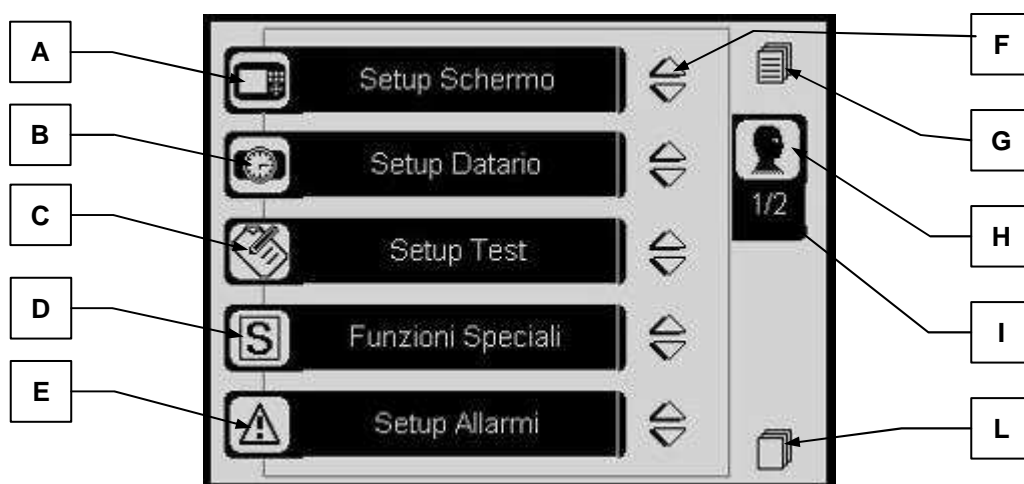 A
Setup Schermo
F
B
Setup Datario
G
C
1/2
Setup Test
H
D
S
Funzioni Speciali
I
E
Setup Allarmi
L